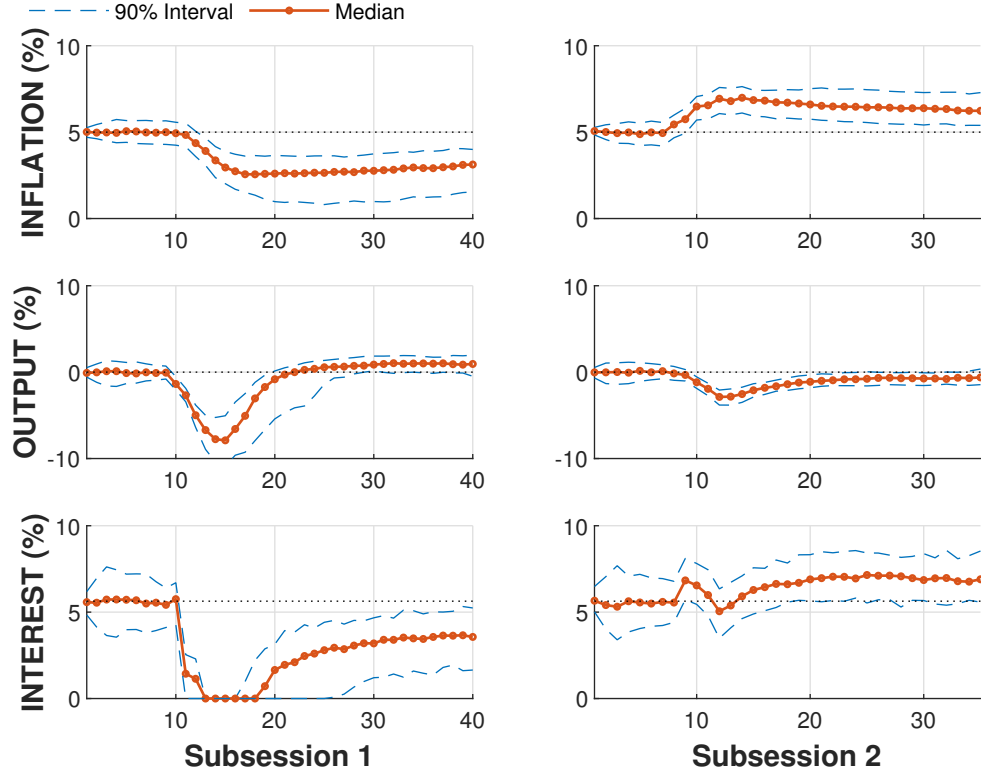 90% Interval Median
INFLATION (%)
10
5
0
10 20 30 40
10
5
0
10 20 30
OUTPUT (%)
10
0
-10
10 20 30 40
10
0
-10
10 20 30
INTEREST (%)
10
5
0
10 20 30 40
Subsession 1
10
5
0
10 20 30
Subsession 2